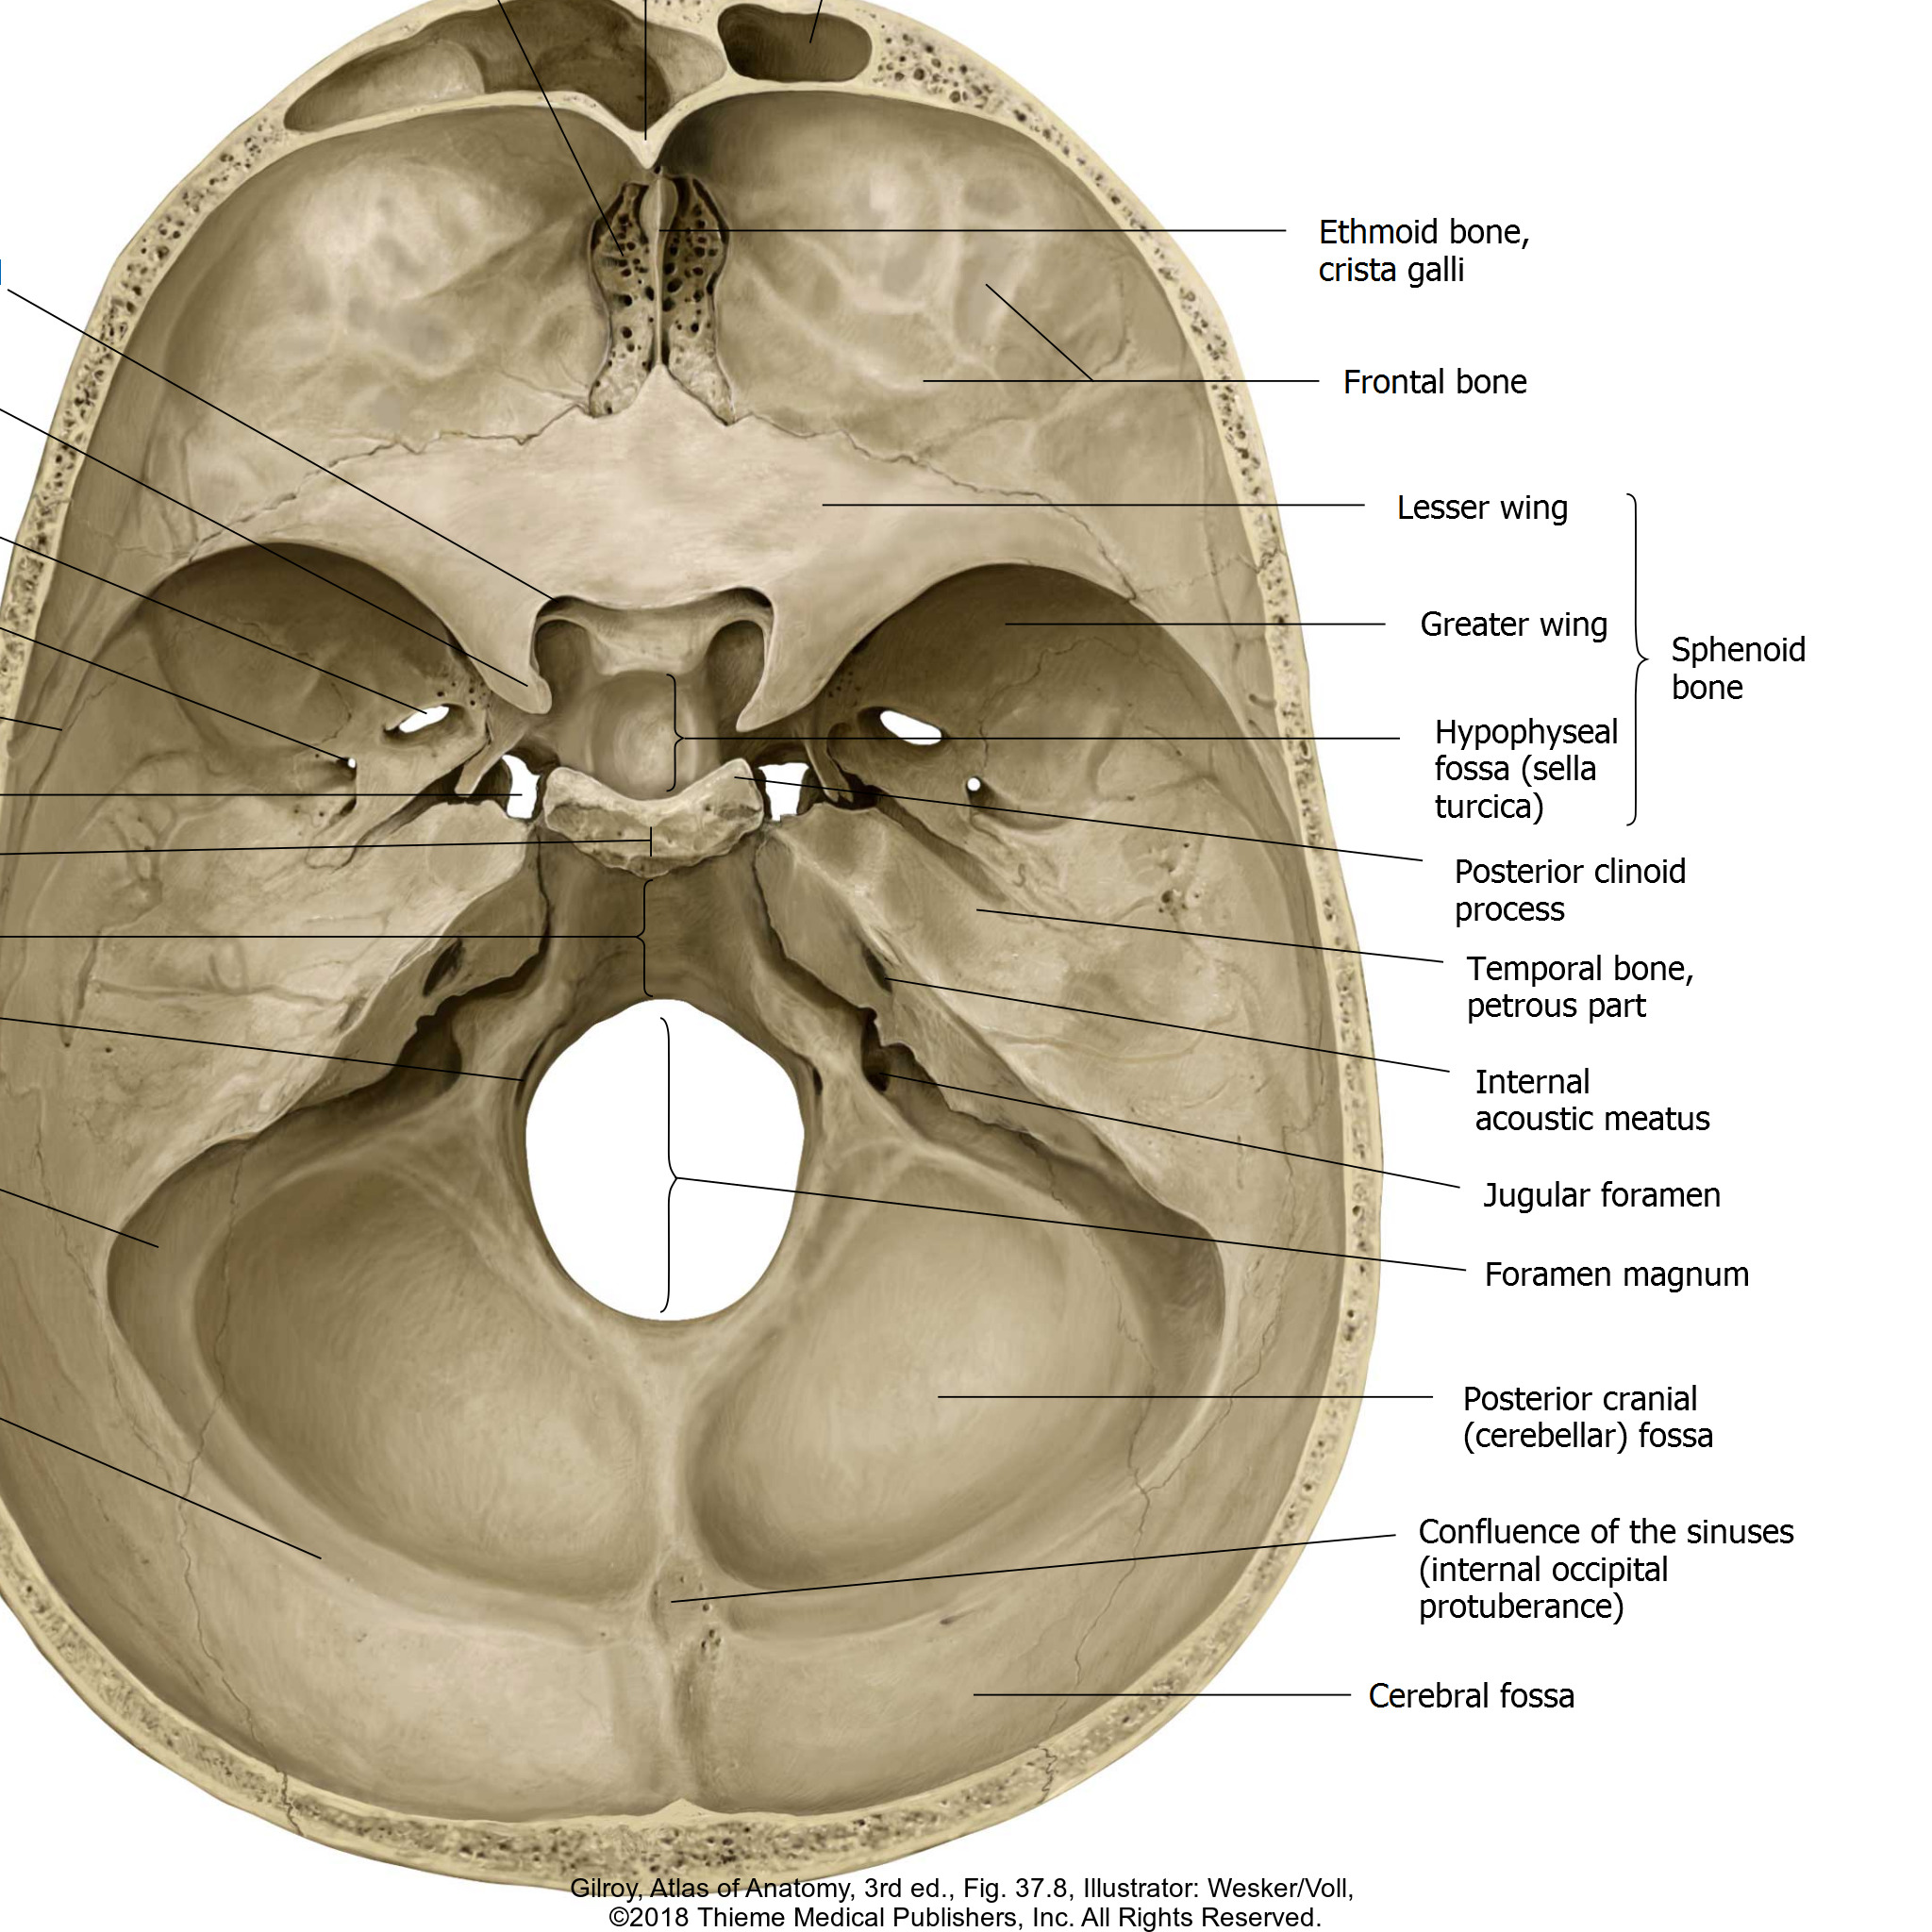 Ethmoid bone,
crista galli
Frontal bone
Lesser wing
Greater wing
Sphenoid
bone
Hypophyseal
fossa (sella
turcica)
Posterior clinoid
process
Temporal bone,
petrous part
Internal
acoustic meatus
Jugular foramen
Foramen magnum
Posterior cranial
(cerebellar) fossa
Confluence of the sinuses
(internal occipital
protuberance)
Cerebral fossa
Gilroy, Atlas of Anatomy, 3rd ed., Fig. 37.8, Illustrator: Wesker/Voll,
©2018 Thieme Medical Publishers, Inc. All Rights Reserved.